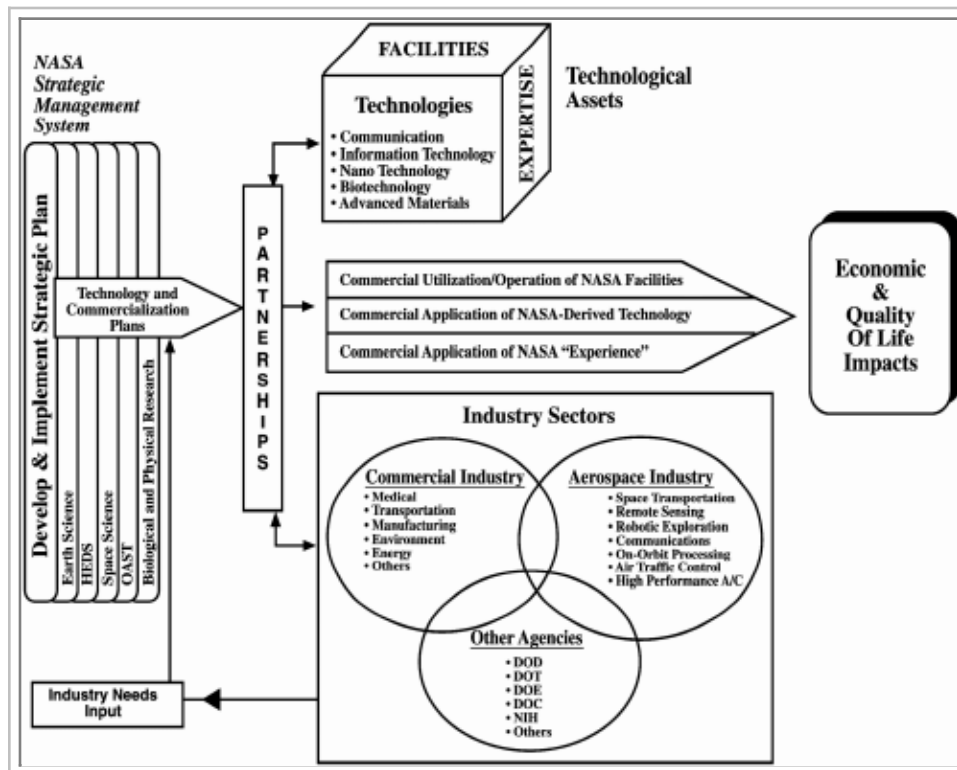 NASA
Strategic
Management
System
Develop & Implement Strategic Plan
Earth Science
HEDS
Space Science
OAST
Biological and Physical Research
Technology and
Commercialization
Plans
PARTNERSHIPS
FACILITIES
EXPERTISE
Technologies
• Communication
• Information Technology
• Nano Technology
• Biotechnology
• Advanced Materials
Technological
Assets
Commercial Utilization/Operation of NASA Facilities
Commercial Application of NASA-Derived Technology
Commercial Application of NASA “Experience”
Economic
&
Quality
Of Life
Impacts
Industry Sectors
Commercial Industry
• Medical
• Transportation
• Manufacturing
• Environment
• Energy
• Others
Aerospace Industry
• Space Transportation
• Remote Sensing
• Robotic Exploration
• Communications
• On-Orbit Processing
• Air Traffic Control
• High Performance A/C
Other Agencies
• DOD
• DOT
• DOE
• DOC
• NIH
• Others
Industry Needs
Input